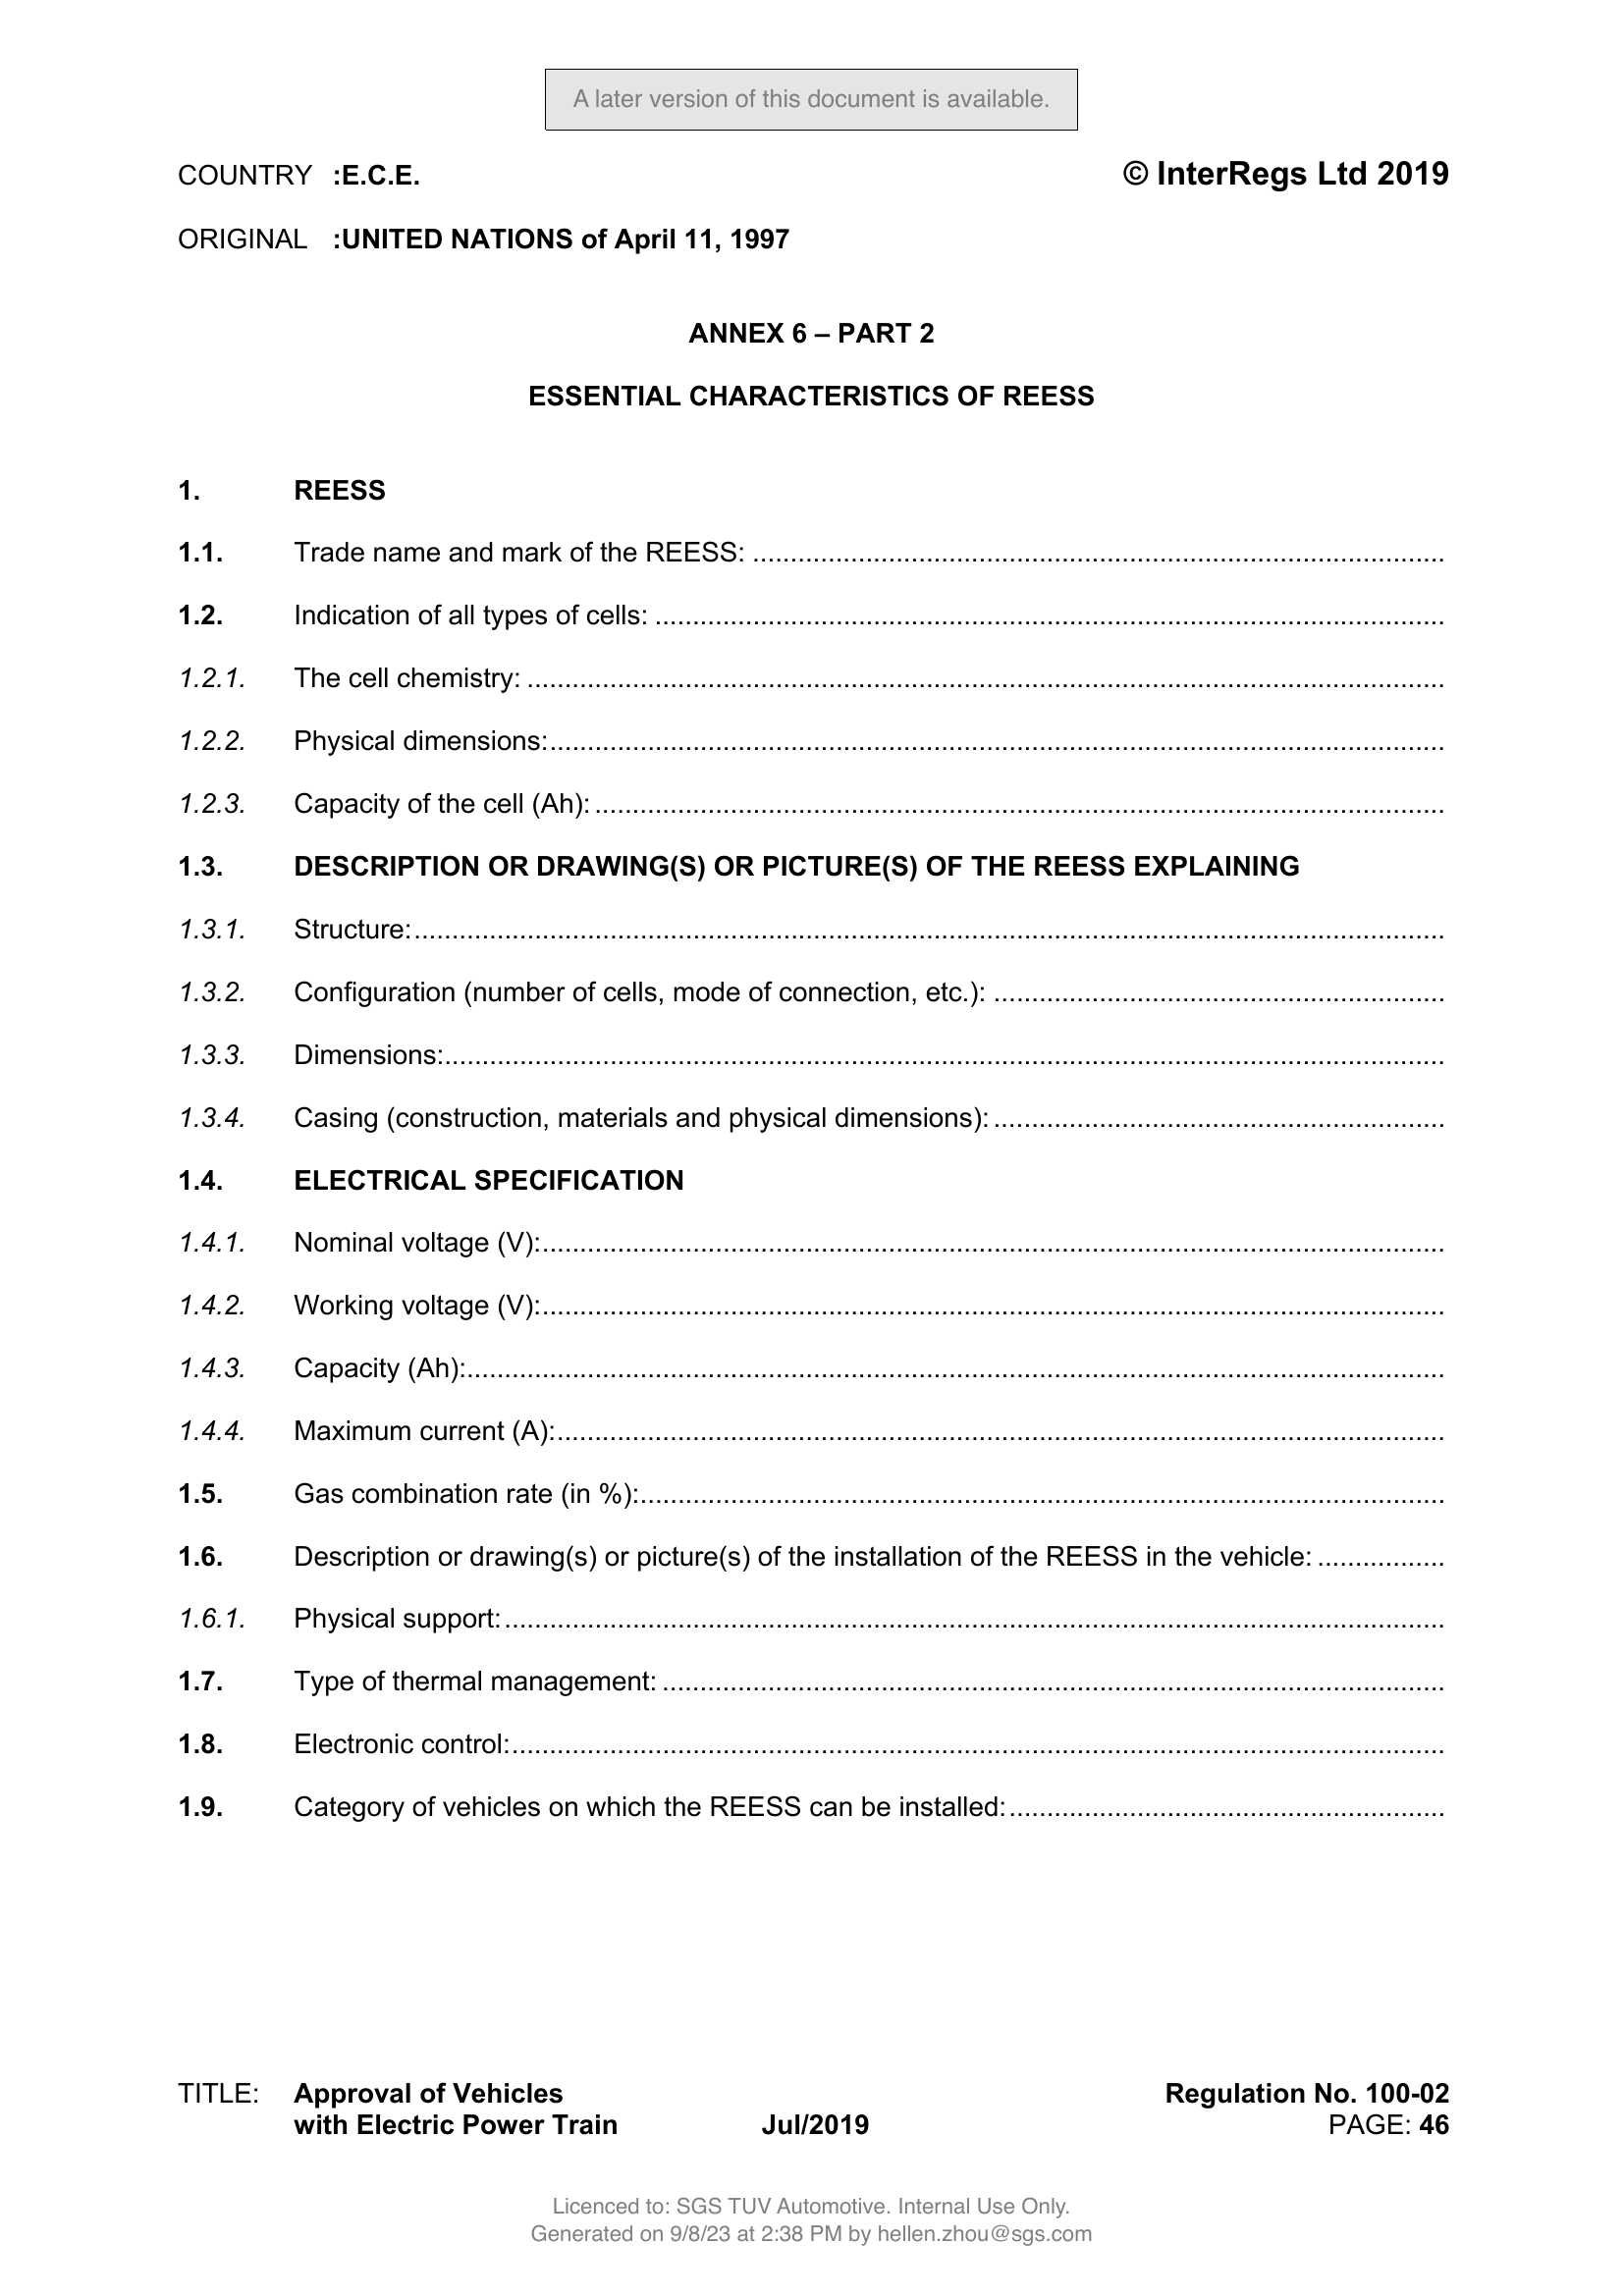 A later version of this document is available.
COUNTRY :E.C.E. © InterRegs Ltd 2019
ORIGINAL :UNITED NATIONS of April 11, 1997
ANNEX 6 – PART 2
ESSENTIAL CHARACTERISTICS OF REESS
1. REESS
1.1. Trade name and mark of the REESS: ............................................................
1.2. Indication of all types of cells: ............................................................
1.2.1. The cell chemistry: ............................................................
1.2.2. Physical dimensions: ............................................................
1.2.3. Capacity of the cell (Ah): ............................................................
1.3. DESCRIPTION OR DRAWING(S) OR PICTURE(S) OF THE REESS EXPLAINING
1.3.1. Structure: ............................................................
1.3.2. Configuration (number of cells, mode of connection, etc.): ............................................................
1.3.3. Dimensions: ............................................................
1.3.4. Casing (construction, materials and physical dimensions): ............................................................
1.4. ELECTRICAL SPECIFICATION
1.4.1. Nominal voltage (V): ............................................................
1.4.2. Working voltage (V): ............................................................
1.4.3. Capacity (Ah): ............................................................
1.4.4. Maximum current (A): ............................................................
1.5. Gas combination rate (in %): ............................................................
1.6. Description or drawing(s) or picture(s) of the installation of the REESS in the vehicle: .................
1.6.1. Physical support: ............................................................
1.7. Type of thermal management: ............................................................
1.8. Electronic control: ............................................................
1.9. Category of vehicles on which the REESS can be installed: ............................................................
TITLE: Approval of Vehicles Regulation No. 100-02
with Electric Power Train Jul/2019 PAGE: 46
Licenced to: SGS TUV Automotive. Internal Use Only.
Generated on 9/8/23 at 2:38 PM by hellen.zhou@sgs.com